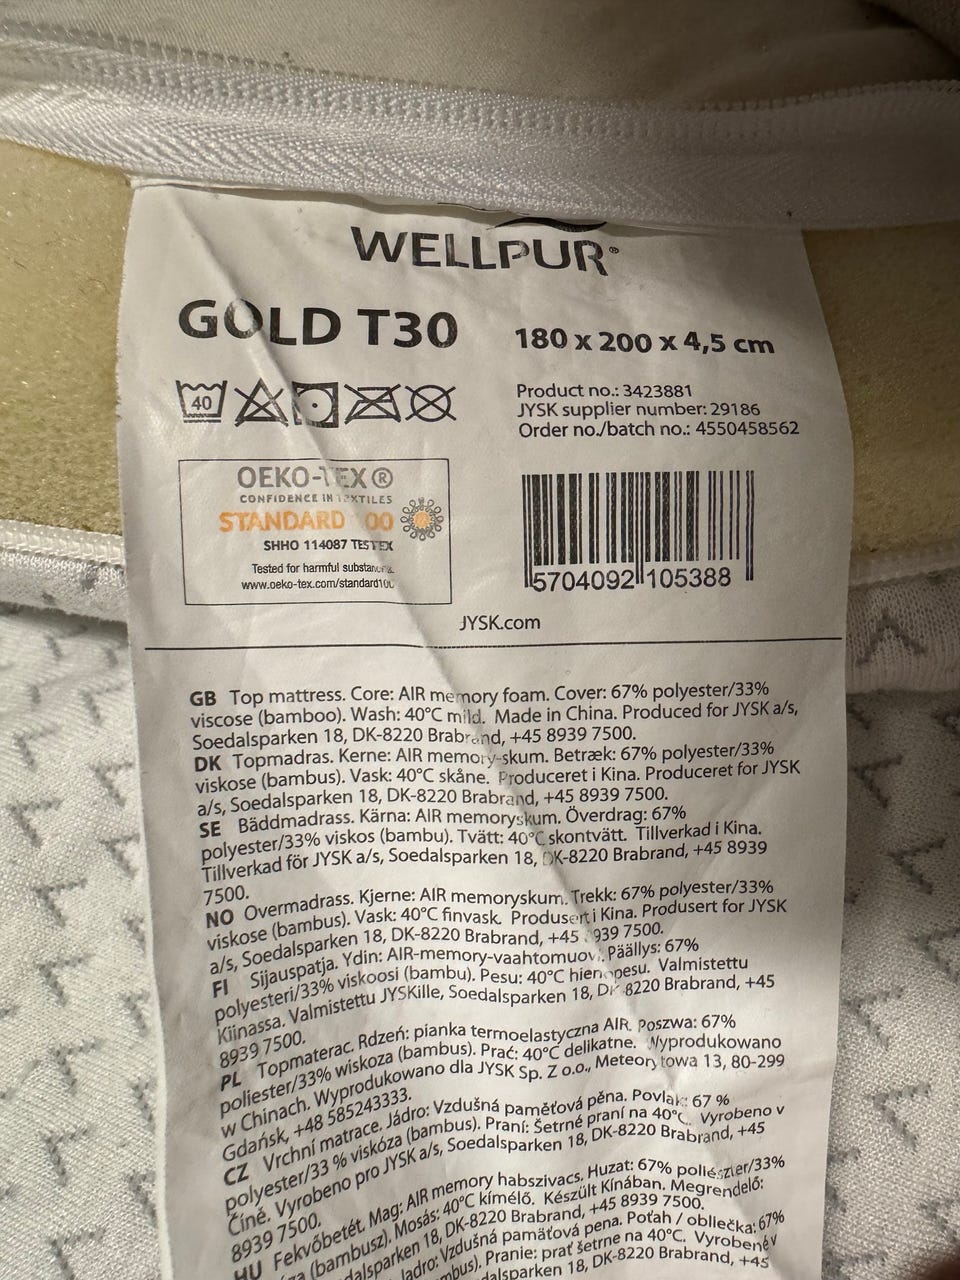 WELLPUR®
GOLD T30
180 x 200 x 4,5 cm
40
Product no.: 3423881
JYSK supplier number: 29186
Order no./batch no.: 4550458562
OEKO-TEX®
CONFIDENCE IN TEXTILES
STANDARD 00
SHHO 114087 TESTEX
Tested for harmful substances.
www.oeko-tex.com/standard100
5704092 105388
JYSK.com
GB Top mattress. Core: AIR memory foam. Cover: 67% polyester/33%
viscose (bamboo). Wash: 40°C mild. Made in China. Produced for JYSK a/s,
Soedalsparken 18, DK-8220 Brabrand, +45 8939 7500.
DK Topmadras. Kerne: AIR memory-skum. Betræk: 67% polyester/33%
viskose (bambus). Vask: 40°C skåne. Produceret i Kina. Produceret for JYSK
a/s, Soedalsparken 18, DK-8220 Brabrand, +45 8939 7500.
SE Bäddmadrass. Kärna: AIR memoryskum. Överdrag: 67%
polyester/33% viskos (bambu). Tvätt: 40°C skontvätt. Tillverkad i Kina.
Tillverkad för JYSK a/s, Soedalsparken 18, DK-8220 Brabrand, +45 8939
7500.
NO Overmadrass. Kjerne: AIR memoryskum. Trekk: 67% polyester/33%
viskose (bambus). Vask: 40°C finvask. Produsert i Kina. Produsert for JYSK
a/s, Soedalsparken 18, DK-8220 Brabrand, +45 8939 7500.
FI Sijauspatja. Ydin: AIR-memory-vaahtomuovi. Päällys: 67%
polyesteri/33% viskoosi (bambu). Pesu: 40°C hienopesu. Valmistettu
Kiinassa. Valmistettu JYSKille, Soedalsparken 18, DK-8220 Brabrand, +45
8939 7500.
PL Topmaterac. Rdzeń: pianka termoelastyczna AIR. Poszwa: 67%
poliester/33% wiskoza (bambus). Prać: 40°C delikatne. Wyprodukowano
w Chinach. Wyprodukowano dla JYSK Sp. Z o.o., Meteorytowa 13, 80-299
Gdańsk, +48 585243333.
CZ Vrchní matrace. Jádro: Vzdušná paměťová pěna. Povlak: 67 %
polyester/33 % viskóza (bambus). Praní: Šetrné praní na 40°C. Vyrobeno v
Číně. Vyrobeno pro JYSK a/s, Soedalsparken 18, DK-8220 Brabrand, +45
8939 7500.
HU Fekvőbetét. Mag: AIR memory habszivacs. Huzat: 67% poliészter/33%
(bambusz). Mosás: 40°C kímélő. Készült Kínában. Megrendelő:
18, DK-8220 Brabrand, +45 8939 7500.
Jadro: Vzdušná pamäťová pena. Poťah / obliečka: 67%
Pranie: prať šetrne na 40°C. Vyrobené v
18, DK-8220 Brabrand, +45